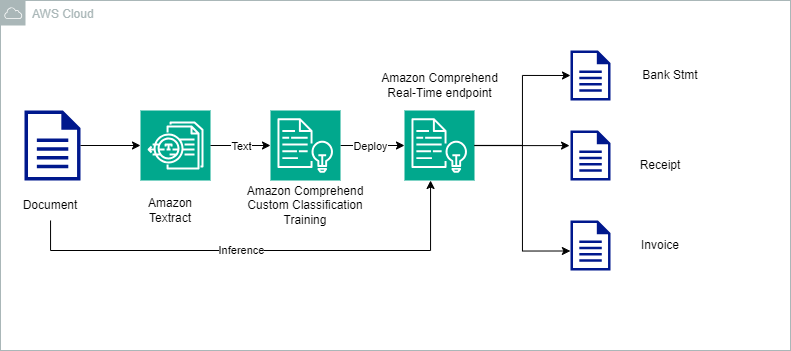 AWS Cloud
Amazon Comprehend
Real-Time endpoint
Bank Stmt
Text
Deploy
Receipt
Document
Amazon
Textract
Amazon Comprehend
Custom Classification
Training
Inference
Invoice